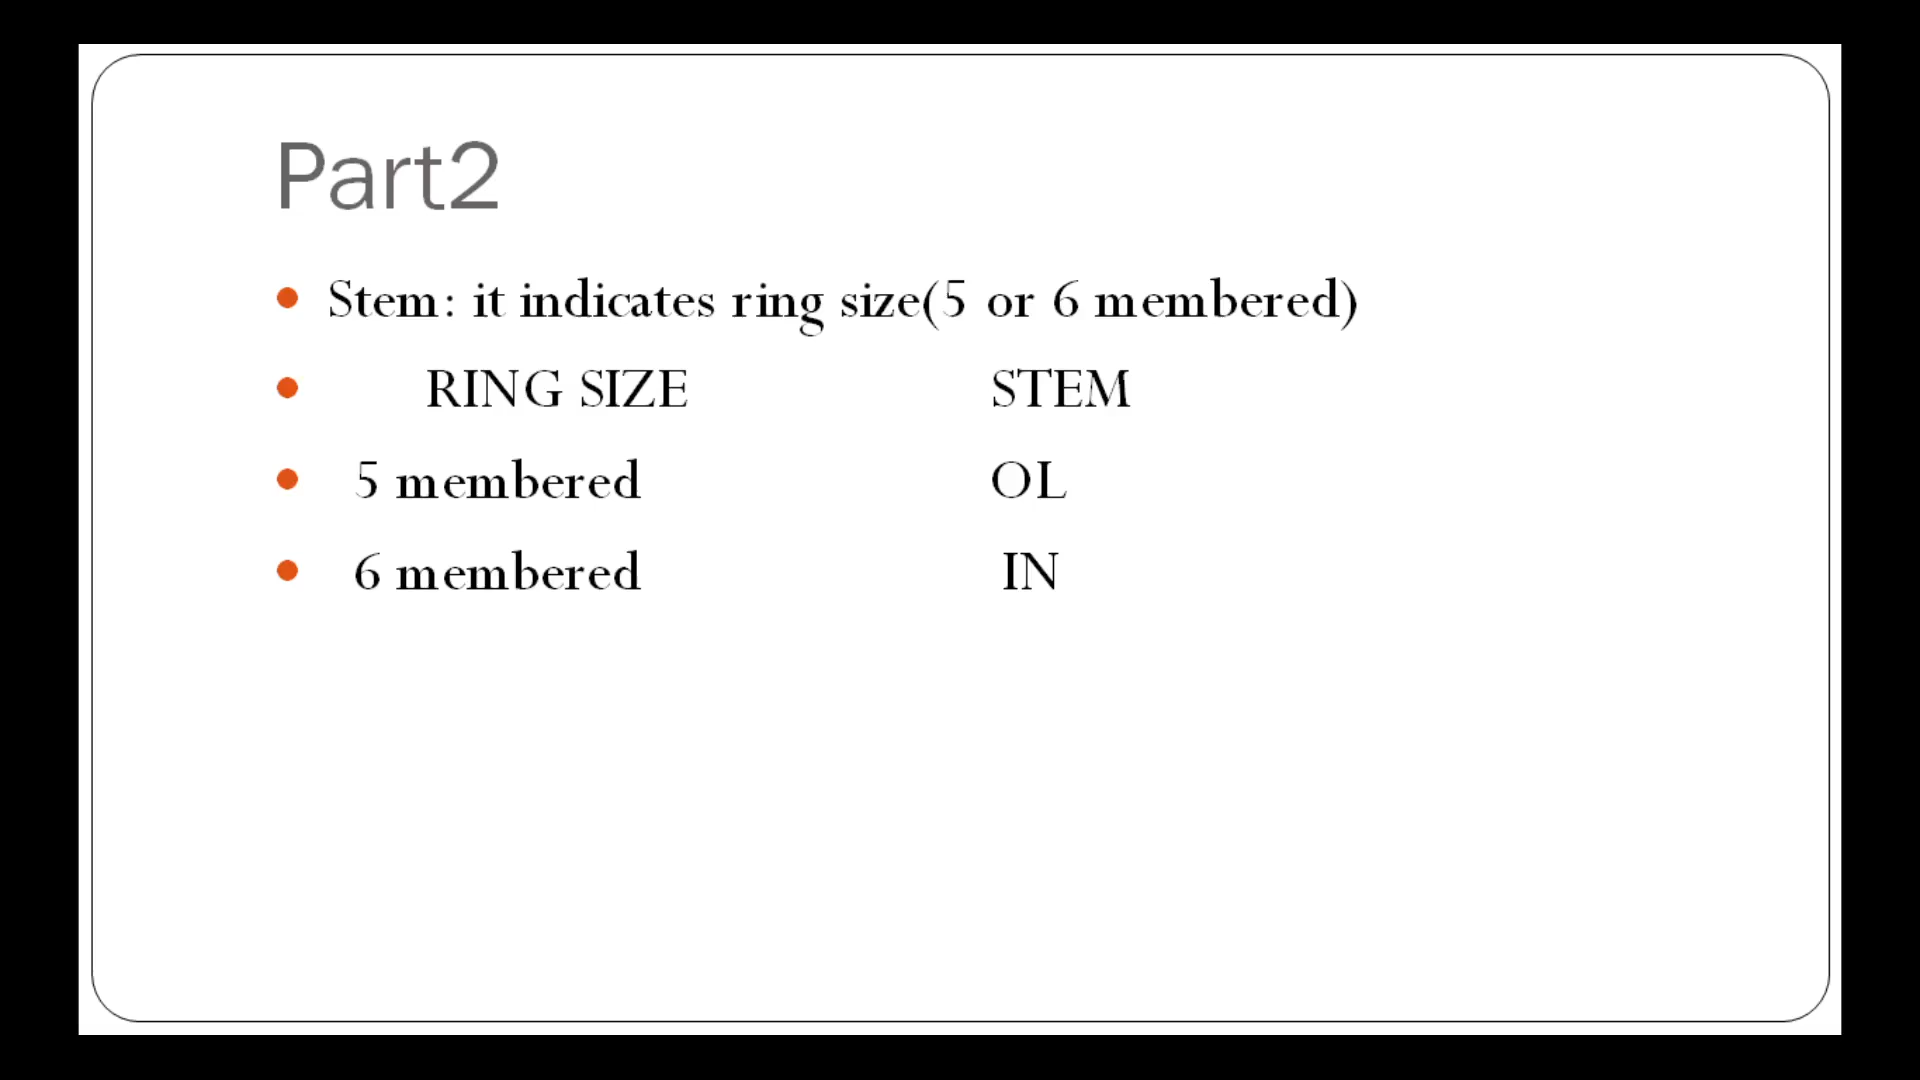 Part2
Stem: it indicates ring size(5 or 6 membered)
RING SIZE STEM
5 membered OL
6 membered IN